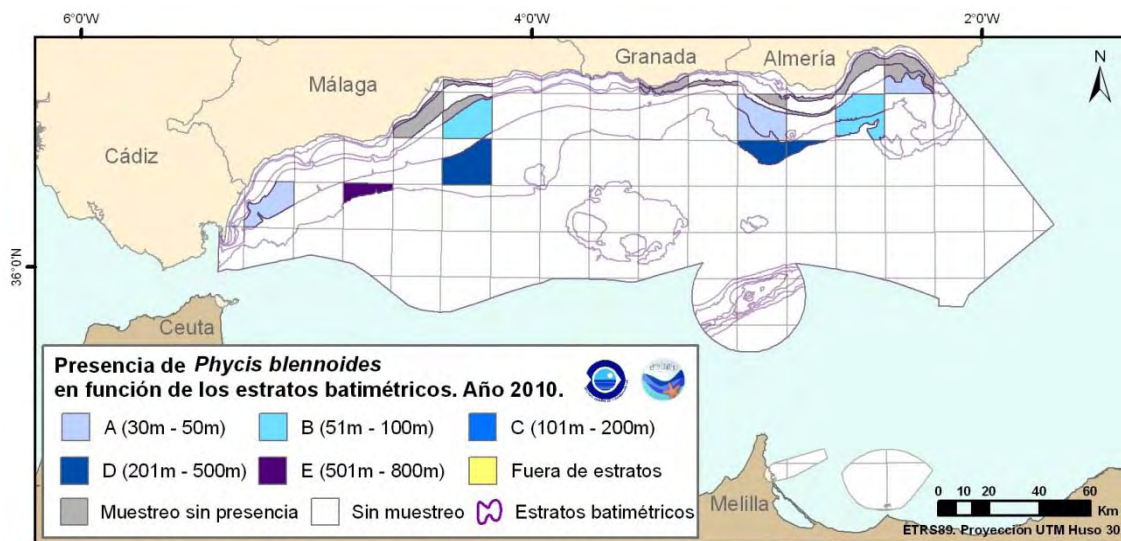 6°0'W
4°0'W
2°0'W
N
Granada
Almería
Málaga
Cádiz
36°0'N
Ceuta
Presencia de Phycis blennoides
en función de los estratos batimétricos. Año 2010.
A (30m - 50m)
B (51m - 100m)
C (101m - 200m)
D (201m - 500m)
E (501m - 800m)
Fuera de estratos
Muestreo sin presencia
Sin muestreo
Estratos batimétricos
Melilla
0 10 20 40 60
Km
ETRS89. Proyección UTM Huso 30